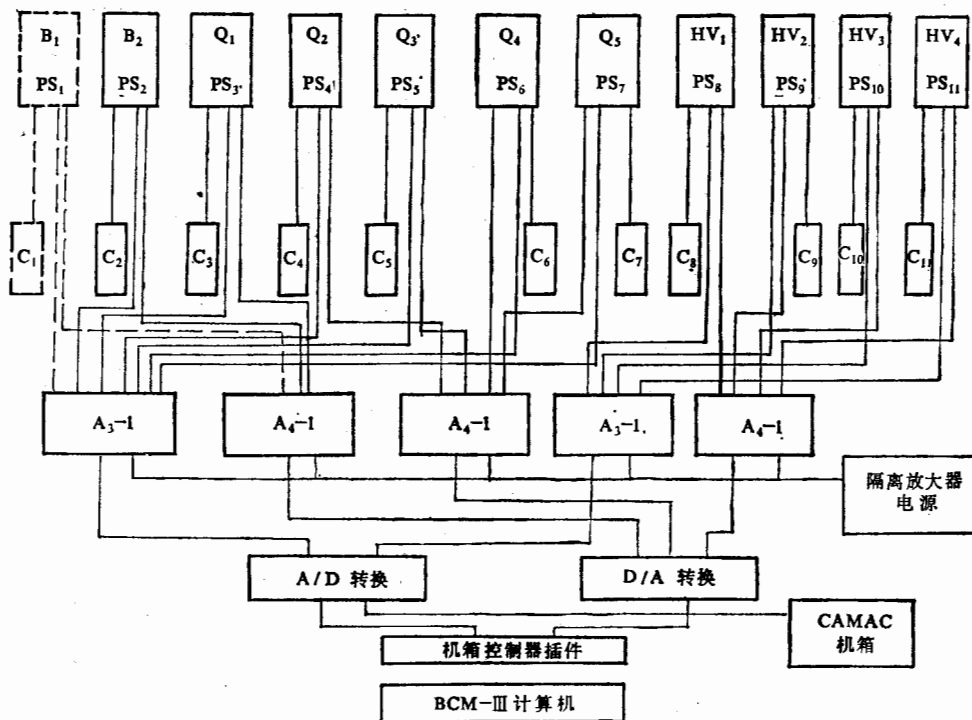 B₁ B₂ Q₁ Q₂ Q₃ Q₄ Q₅ HV₁ HV₂ HV₃ HV₄
PS₁ PS₂ PS₃ PS₄ PS₅ PS₆ PS₇ PS₈ PS₉ PS₁₀ PS₁₁
C₁ C₂ C₃ C₄ C₅ C₆ C₇ C₈ C₉ C₁₀ C₁₁
A₃-1 A₄-1 A₄-1 A₃-1 A₄-1
隔离放大器
电源
A/D 转换 D/A 转换
CAMAC
机箱
机箱控制器插件
BCM-Ⅲ计算机